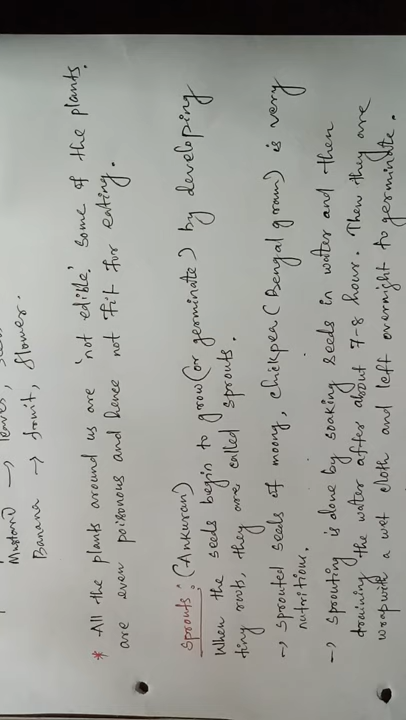 Mustard → leaves, seed
Banana → fruit, flower.
* All the plants around us are 'not edible.' Some of the plants.
are even poisonous and hence not fit for eating.
Sprouts: (Ankuran)
When the seeds begin to grow (or germinate) by developing
tiny roots, they are called sprouts.
→ sprouted seeds of moong, chickpea (Bengal gram) is very
nutritious.
→ sprouting is done by soaking seeds in water and then
draining the water after about 7-8 hour. Then they are
wrap with a wet cloth and left overnight to germinate.